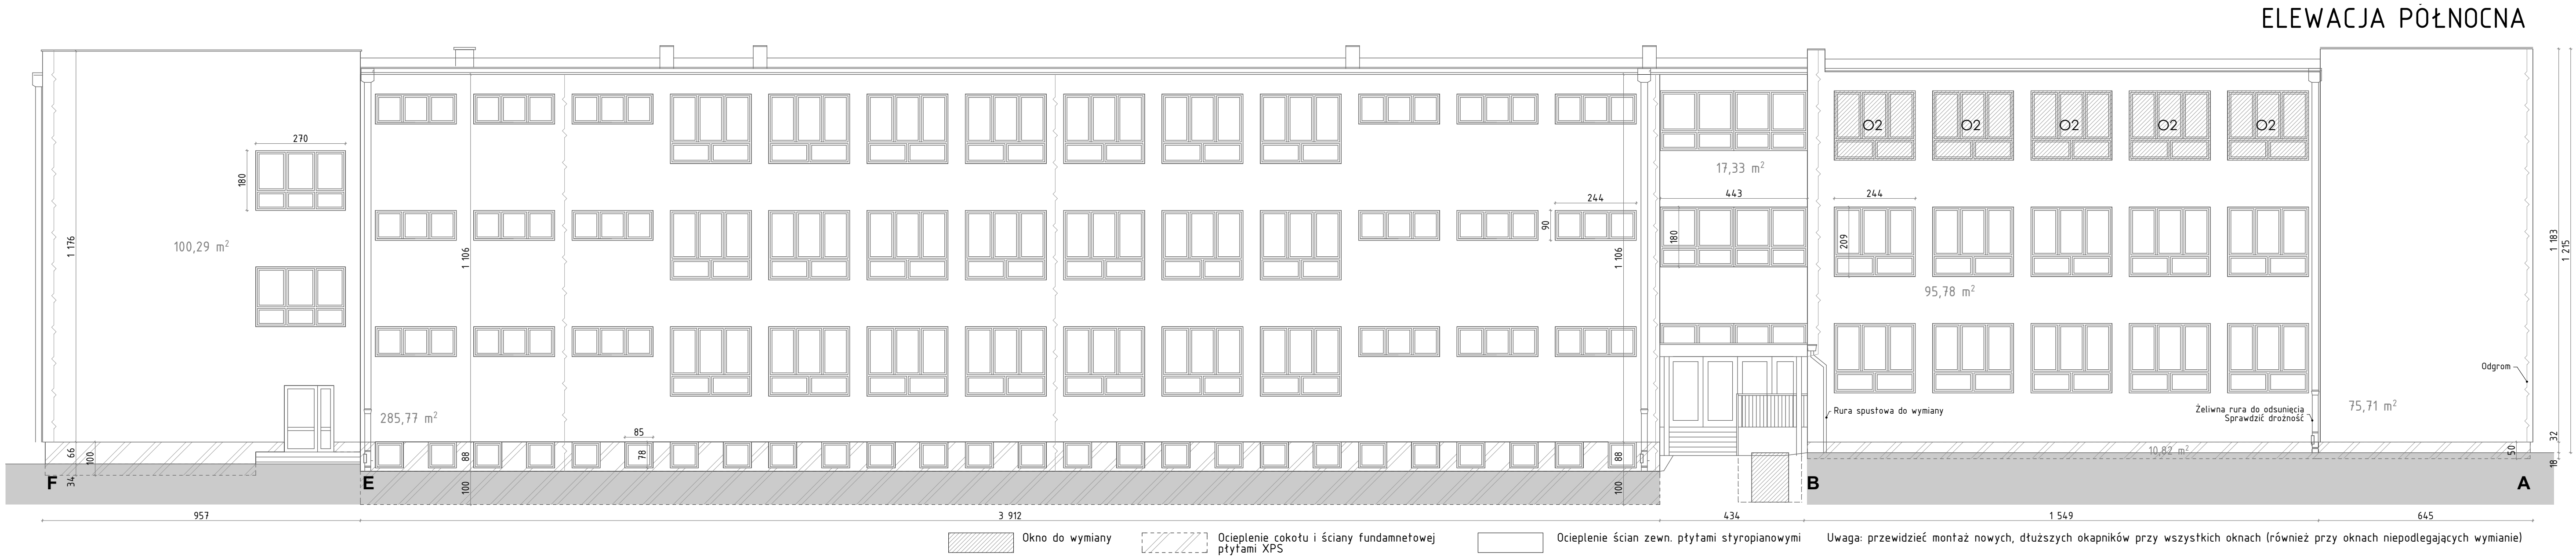 ELEWACJA PÓŁNOCNA
270
180
100,29 m²
1 176
66
100
34
F
E
1 106
285,77 m²
88
100
85
78
244
90
1 106
88
100
17,33 m²
443
180
O2
O2
O2
O2
O2
244
209
95,78 m²
Rura spustowa do wymiany
Żeliwna rura do odsunięcia
Sprawdzić drożność
10,82 m²
Odgrom
75,71 m²
1 183
1 215
32
50
18
B
A
957
3 912
434
1 549
645
Okno do wymiany
Ocieplenie cokołu i ściany fundamnetowej
płytami XPS
Ocieplenie ścian zewn. płytami styropianowymi
Uwaga: przewidzieć montaż nowych, dłuższych okapników przy wszystkich oknach (również przy oknach niepodlegających wymianie)